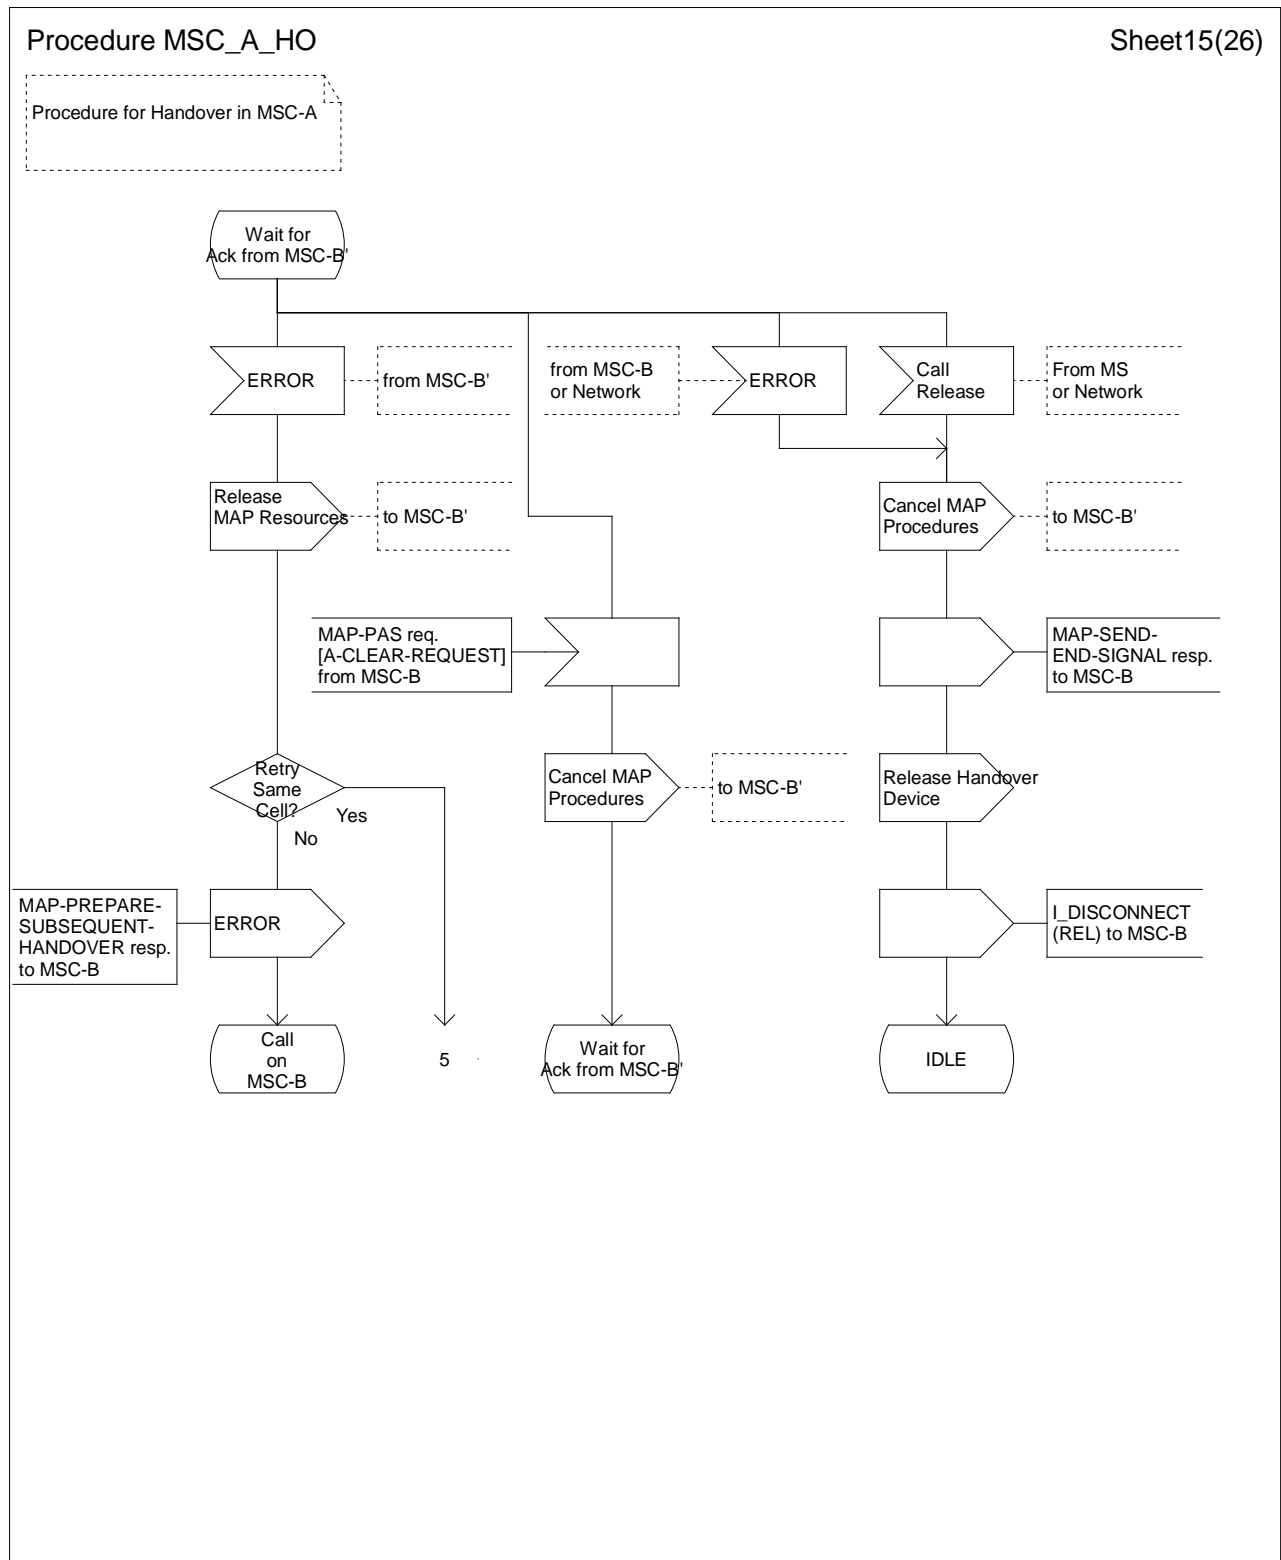 Procedure MSC_A_HO
Sheet15(26)
Procedure for Handover in MSC-A
Wait for
Ack from MSC-B'
ERROR
from MSC-B'
from MSC-B
or Network
ERROR
Call
Release
From MS
or Network
Release
MAP Resources
to MSC-B'
Cancel MAP
Procedures
to MSC-B'
MAP-PAS req.
[A-CLEAR-REQUEST]
from MSC-B
MAP-SEND-
END-SIGNAL resp.
to MSC-B
Retry
Same
Cell?
Yes
No
Cancel MAP
Procedures
to MSC-B'
Release Handover
Device
MAP-PREPARE-
SUBSEQUENT-
HANDOVER resp.
to MSC-B
ERROR
I_DISCONNECT
(REL) to MSC-B
Call
on
MSC-B
5
Wait for
Ack from MSC-B'
IDLE